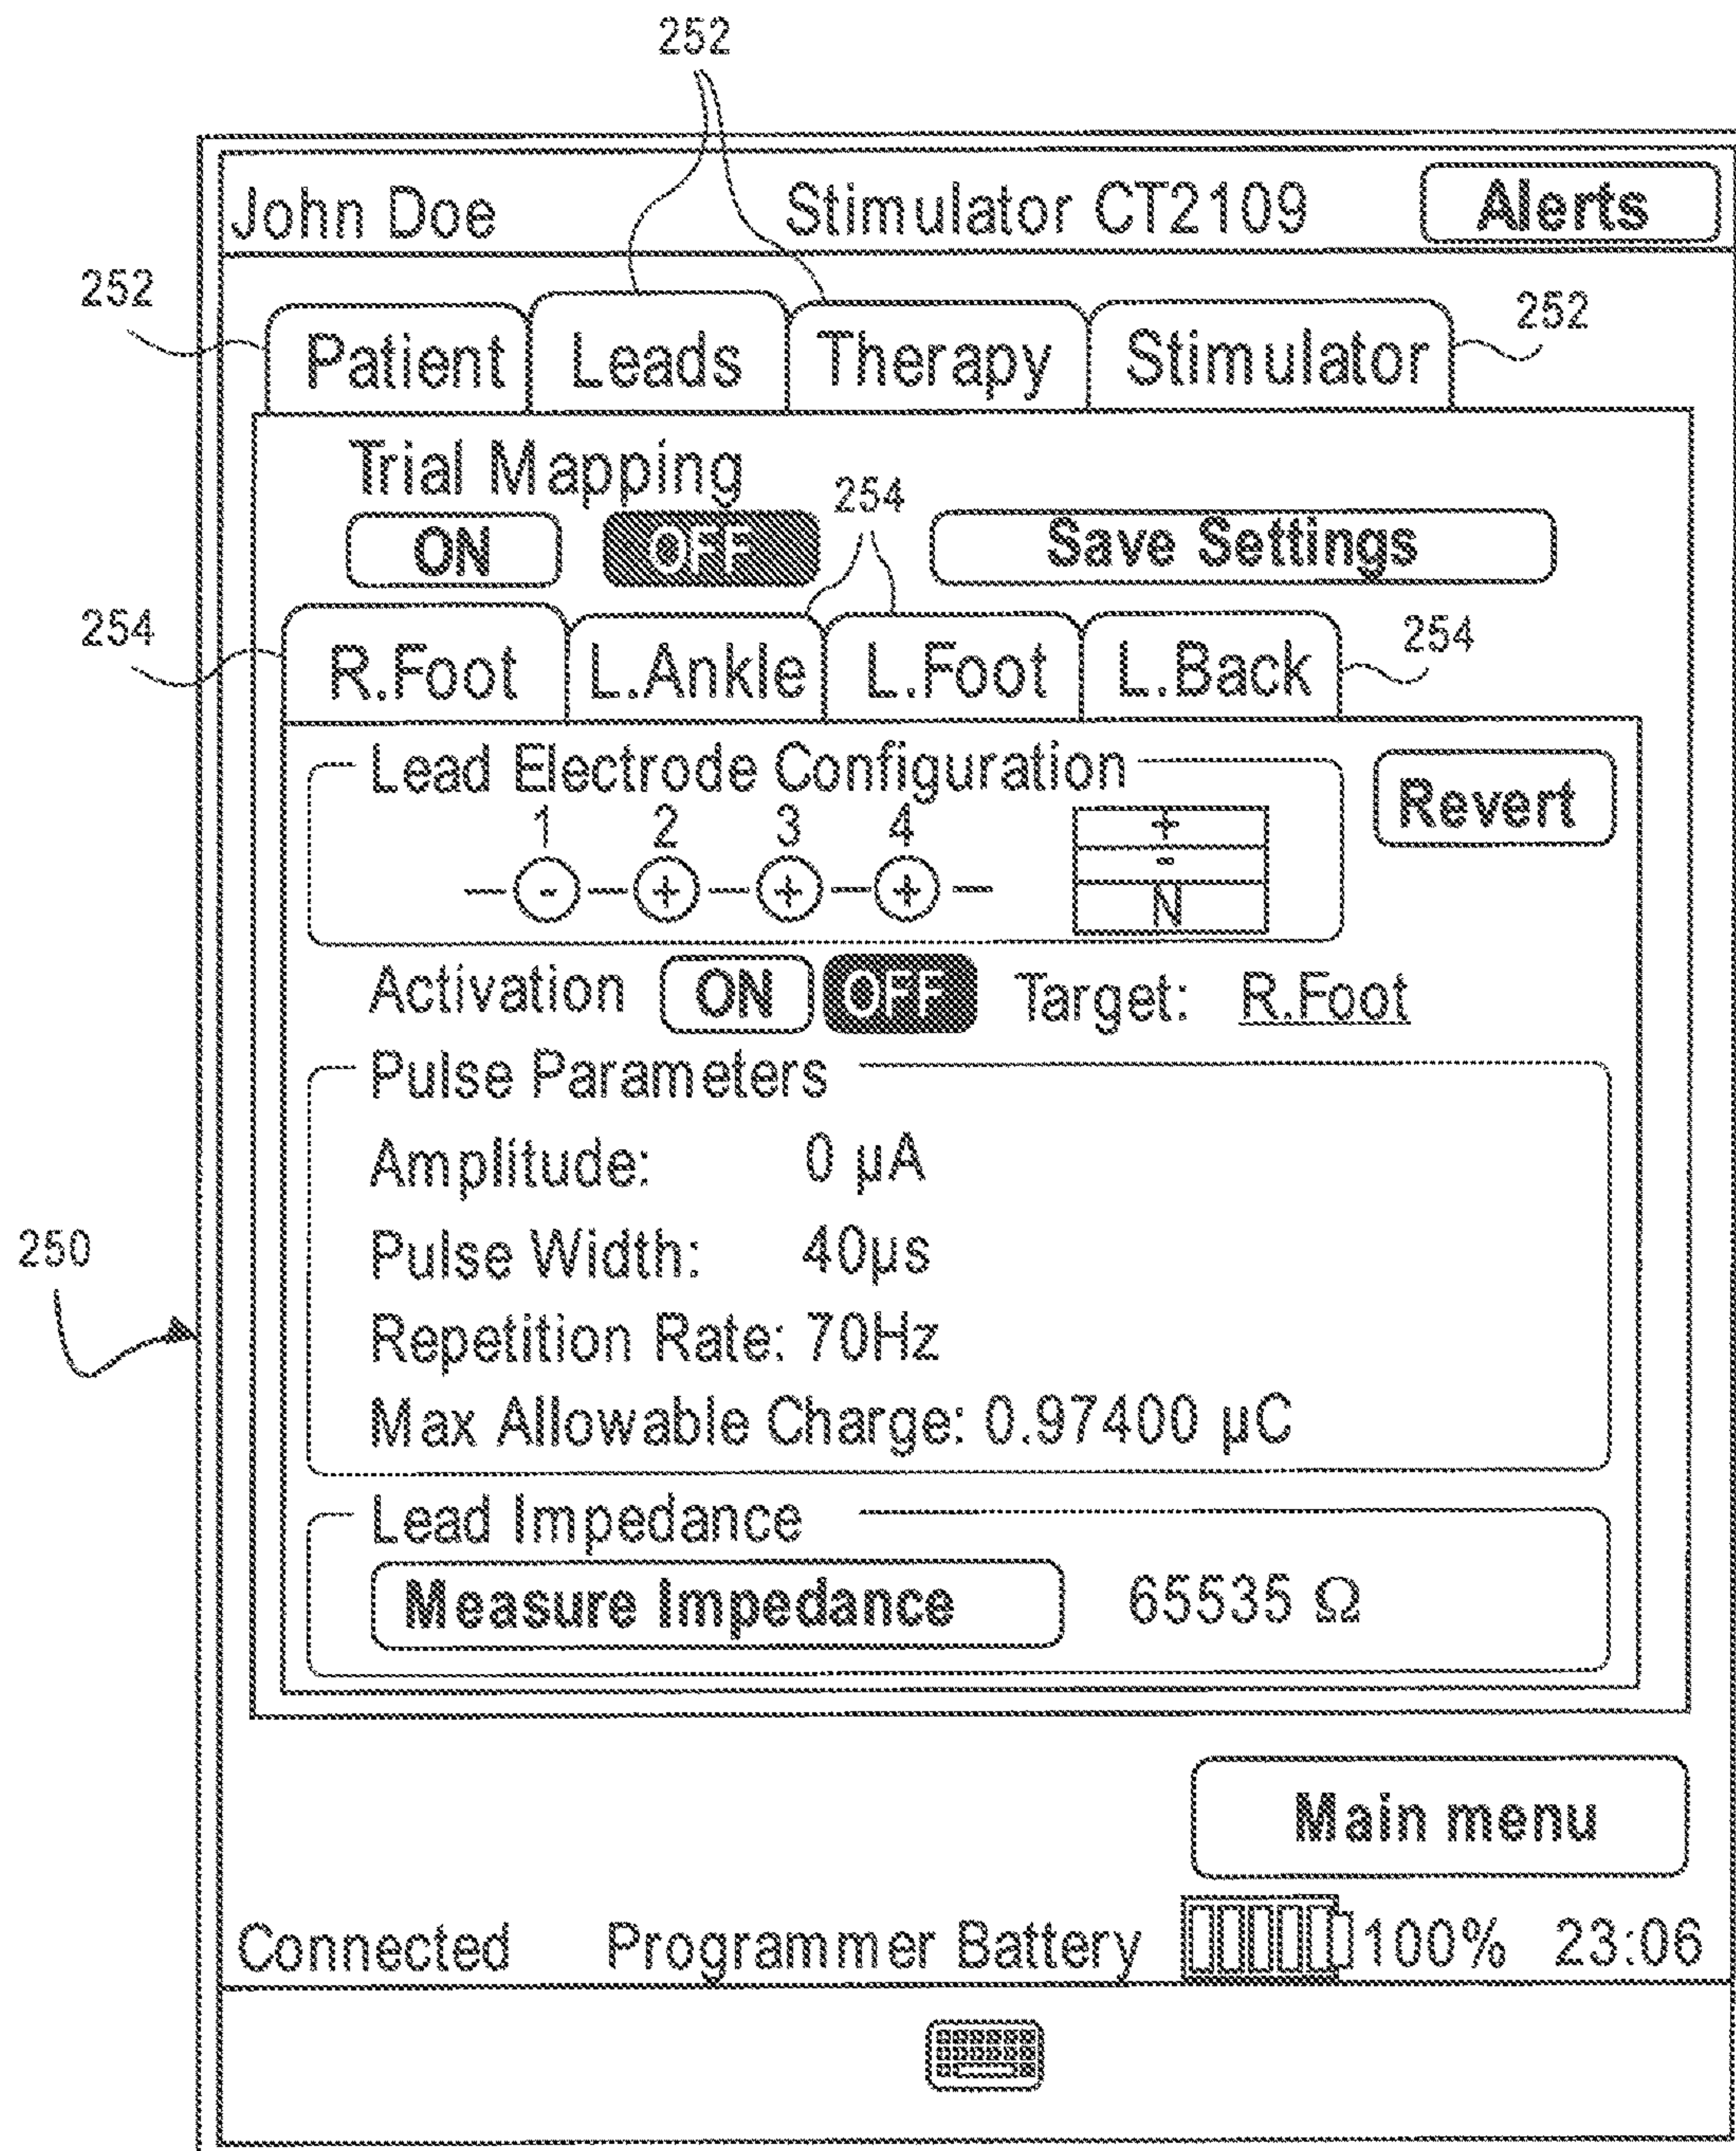 252
John Doe Stimulator CT2109 Alerts
252 252
Patient Leads Therapy Stimulator
Trial Mapping
254
ON OFF Save Settings
254 254
R.Foot L.Ankle L.Foot L.Back
Lead Electrode Configuration
Revert
1 2 3 4 +
- + + + -
N
Activation ON OFF Target: R.Foot
Pulse Parameters
Amplitude: 0 µA
250
Pulse Width: 40µs
Repetition Rate: 70Hz
Max Allowable Charge: 0.97400 µC
Lead Impedance
Measure Impedance 65535 Ω
Main menu
Connected Programmer Battery 100% 23:06